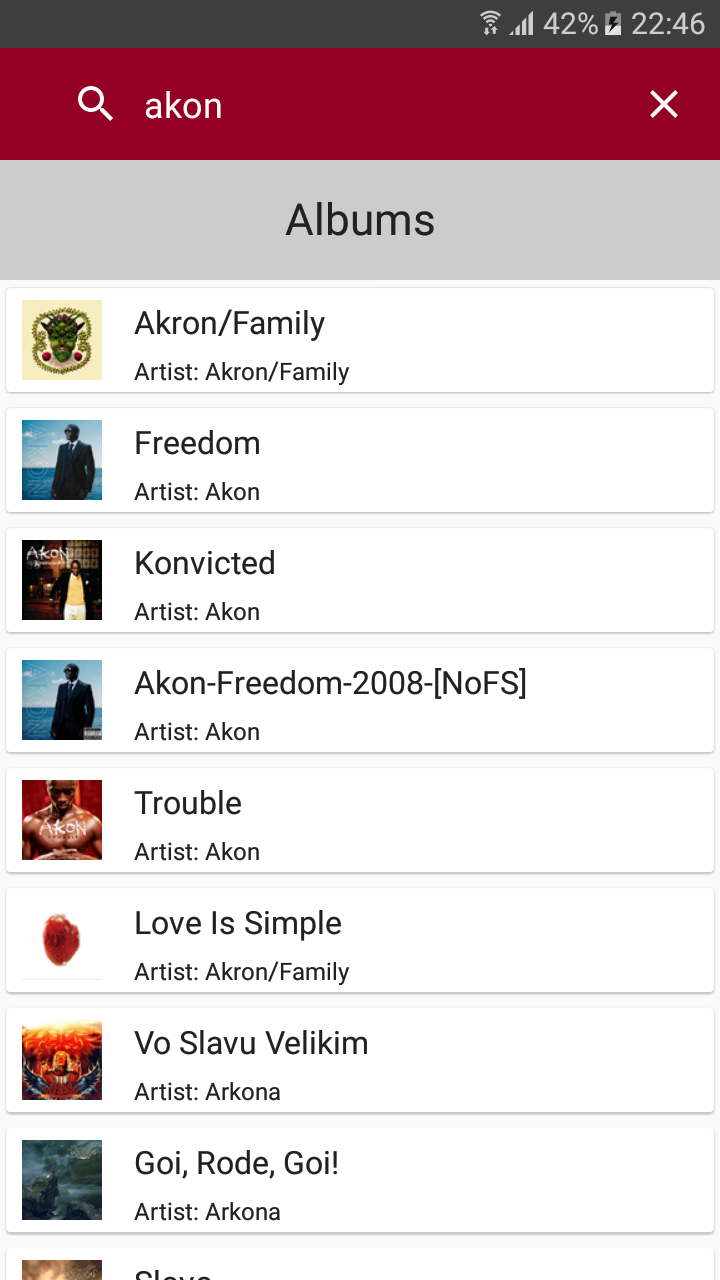 42% 22:46
akon
Albums
Akron/Family
Artist: Akron/Family
Freedom
Artist: Akon
AKON
Konvicted
Artist: Akon
Akon-Freedom-2008-[NoFS]
Artist: Akon
AKON
Trouble
Artist: Akon
Love Is Simple
Artist: Akron/Family
Vo Slavu Velikim
Artist: Arkona
Goi, Rode, Goi!
Artist: Arkona